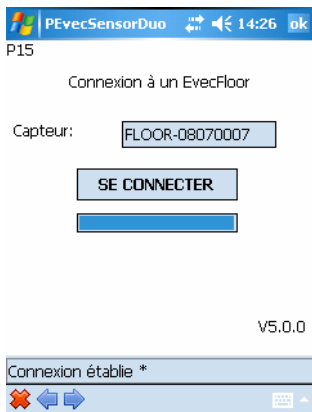 PEvecSensorDuo 14:26 ok
P15
Connexion à un EvecFloor
Capteur: FLOOR-08070007
SE CONNECTER
V5.0.0
Connexion établie *